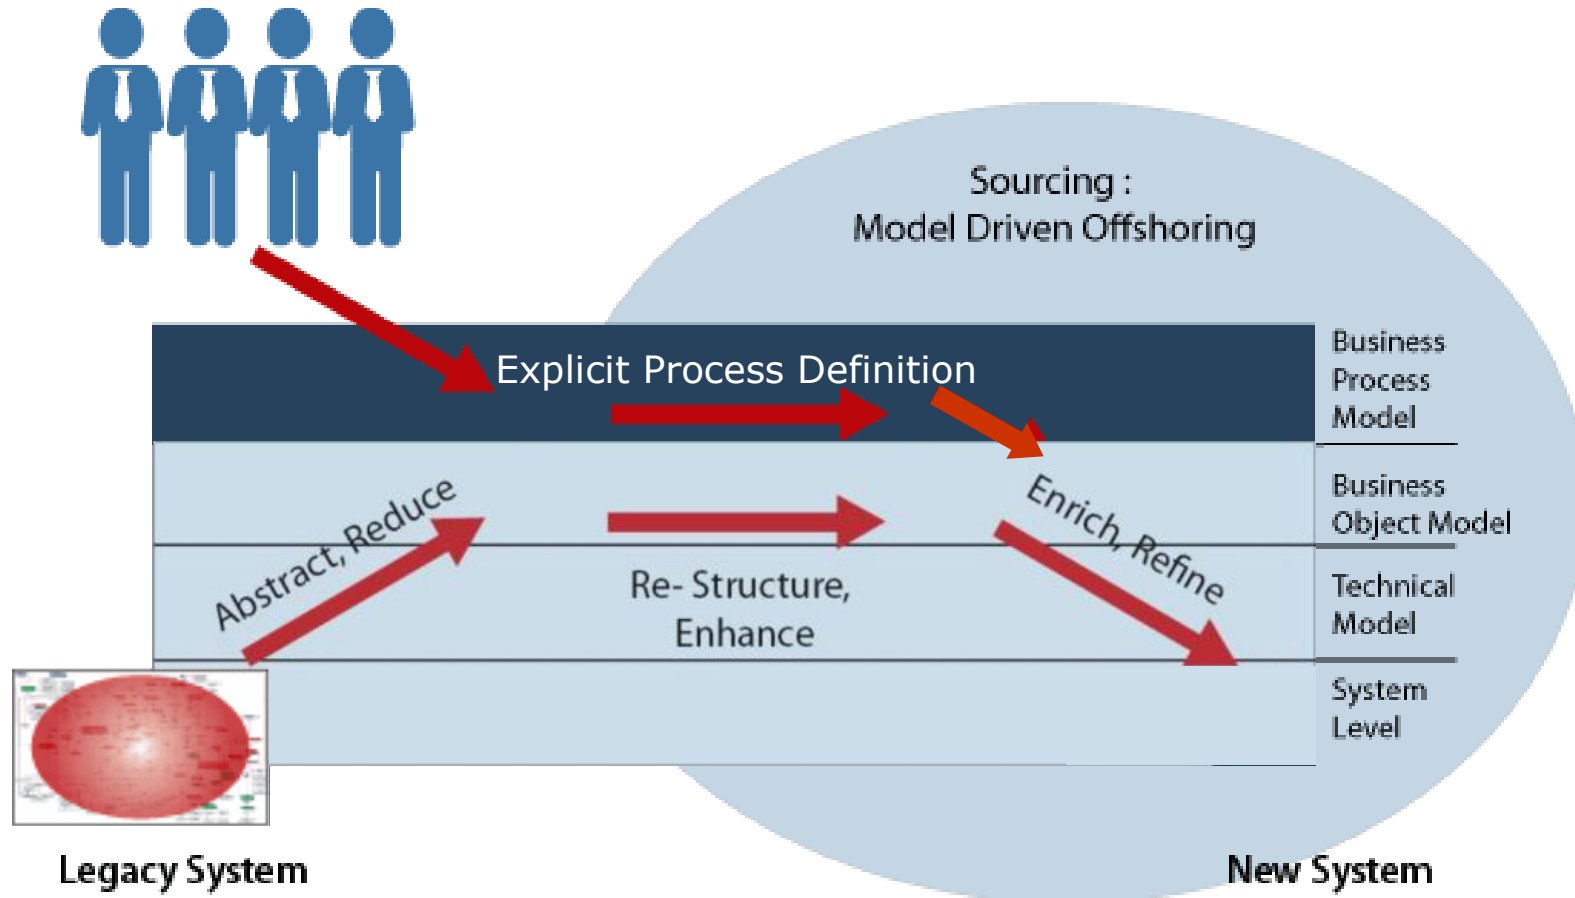 Sourcing :
Model Driven Offshoring
Explicit Process Definition
Business
Process
Model
Abstract, Reduce
Enrich, Refine
Business
Object Model
Re- Structure,
Enhance
Technical
Model
System
Level
Legacy System
New System